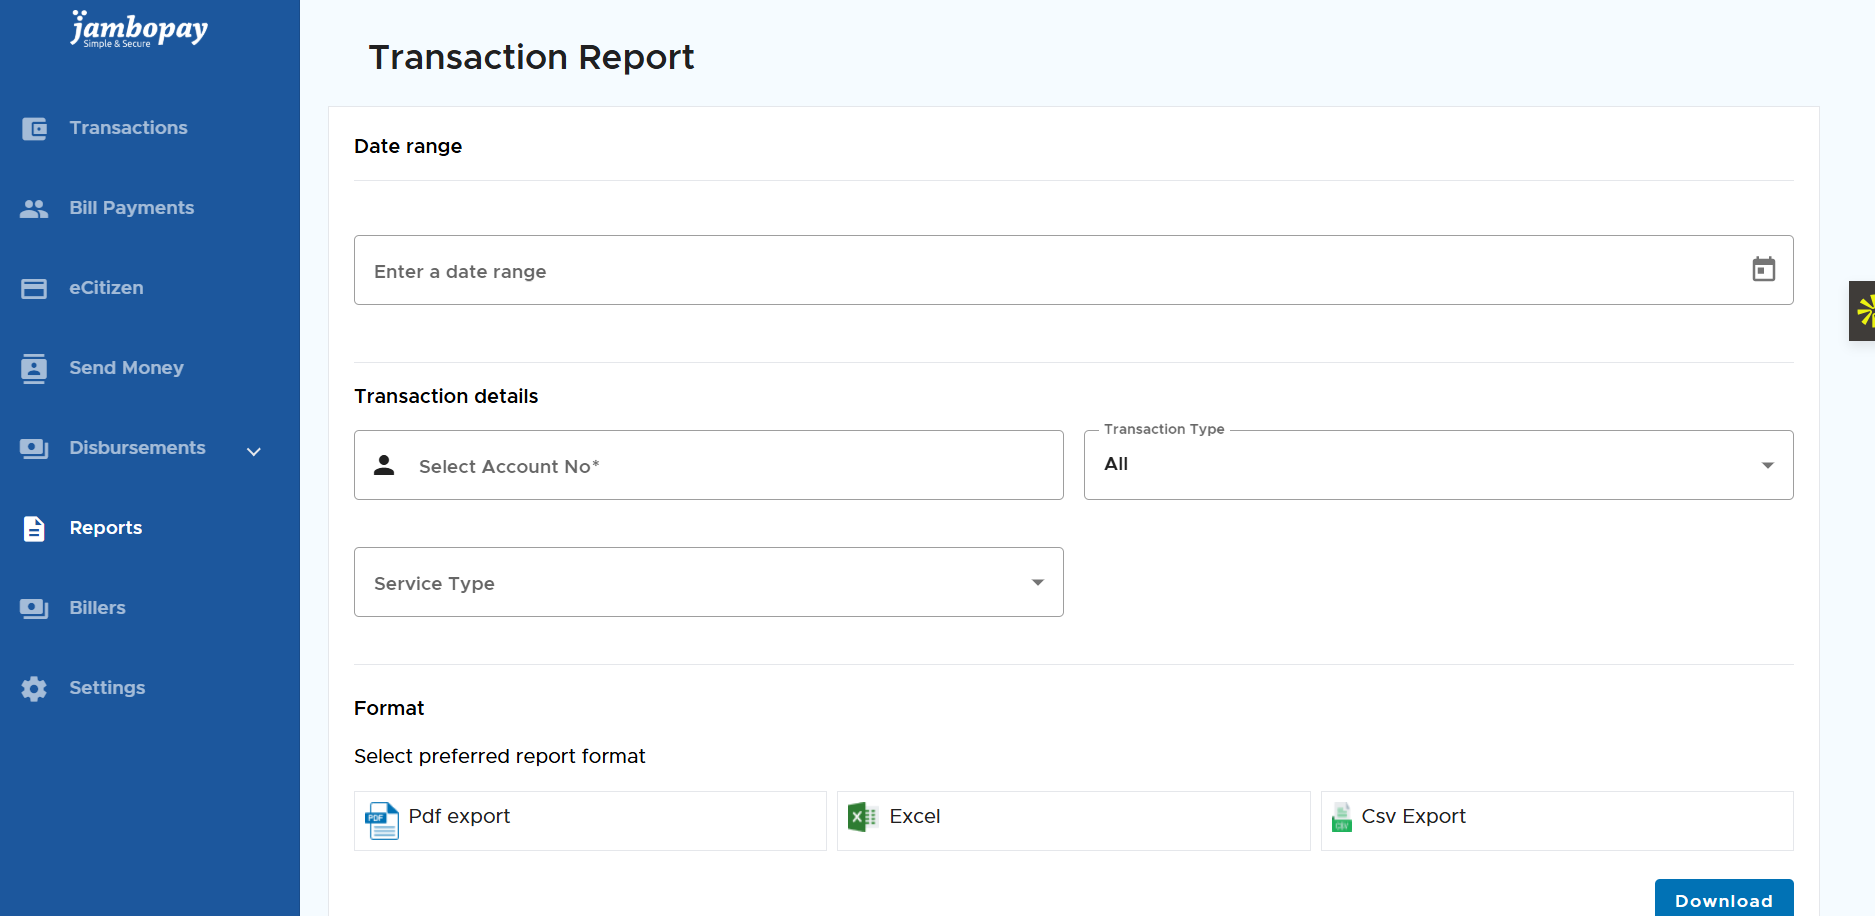 jambopay
Simple & Secure
Transactions
Bill Payments
eCitizen
Send Money
Disbursements
Reports
Billers
Settings
Transaction Report
Date range
Enter a date range
Transaction details
Select Account No*
Transaction Type
All
Service Type
Format
Select preferred report format
PDF
Pdf export
Excel
CSV
Csv Export
Download